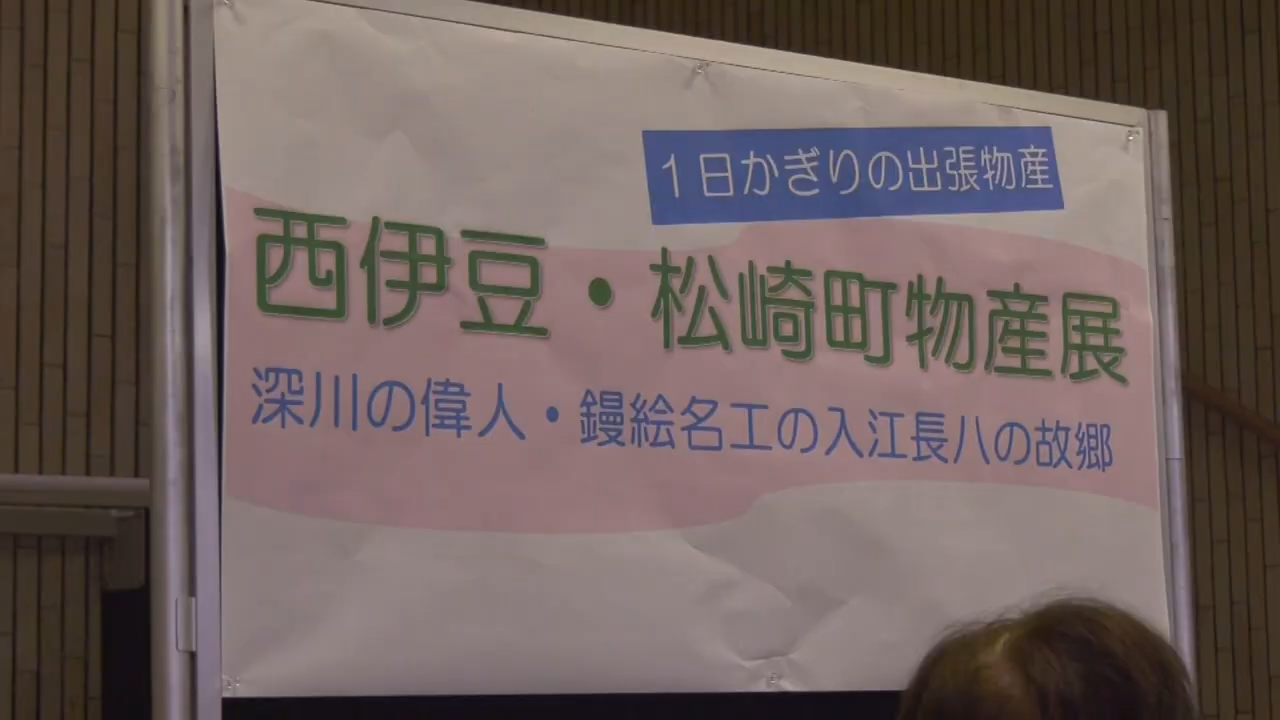 1日かぎりの出張物産
西伊豆・松崎町物産展
深川の偉人・鏝絵名工の入江長八の故郷